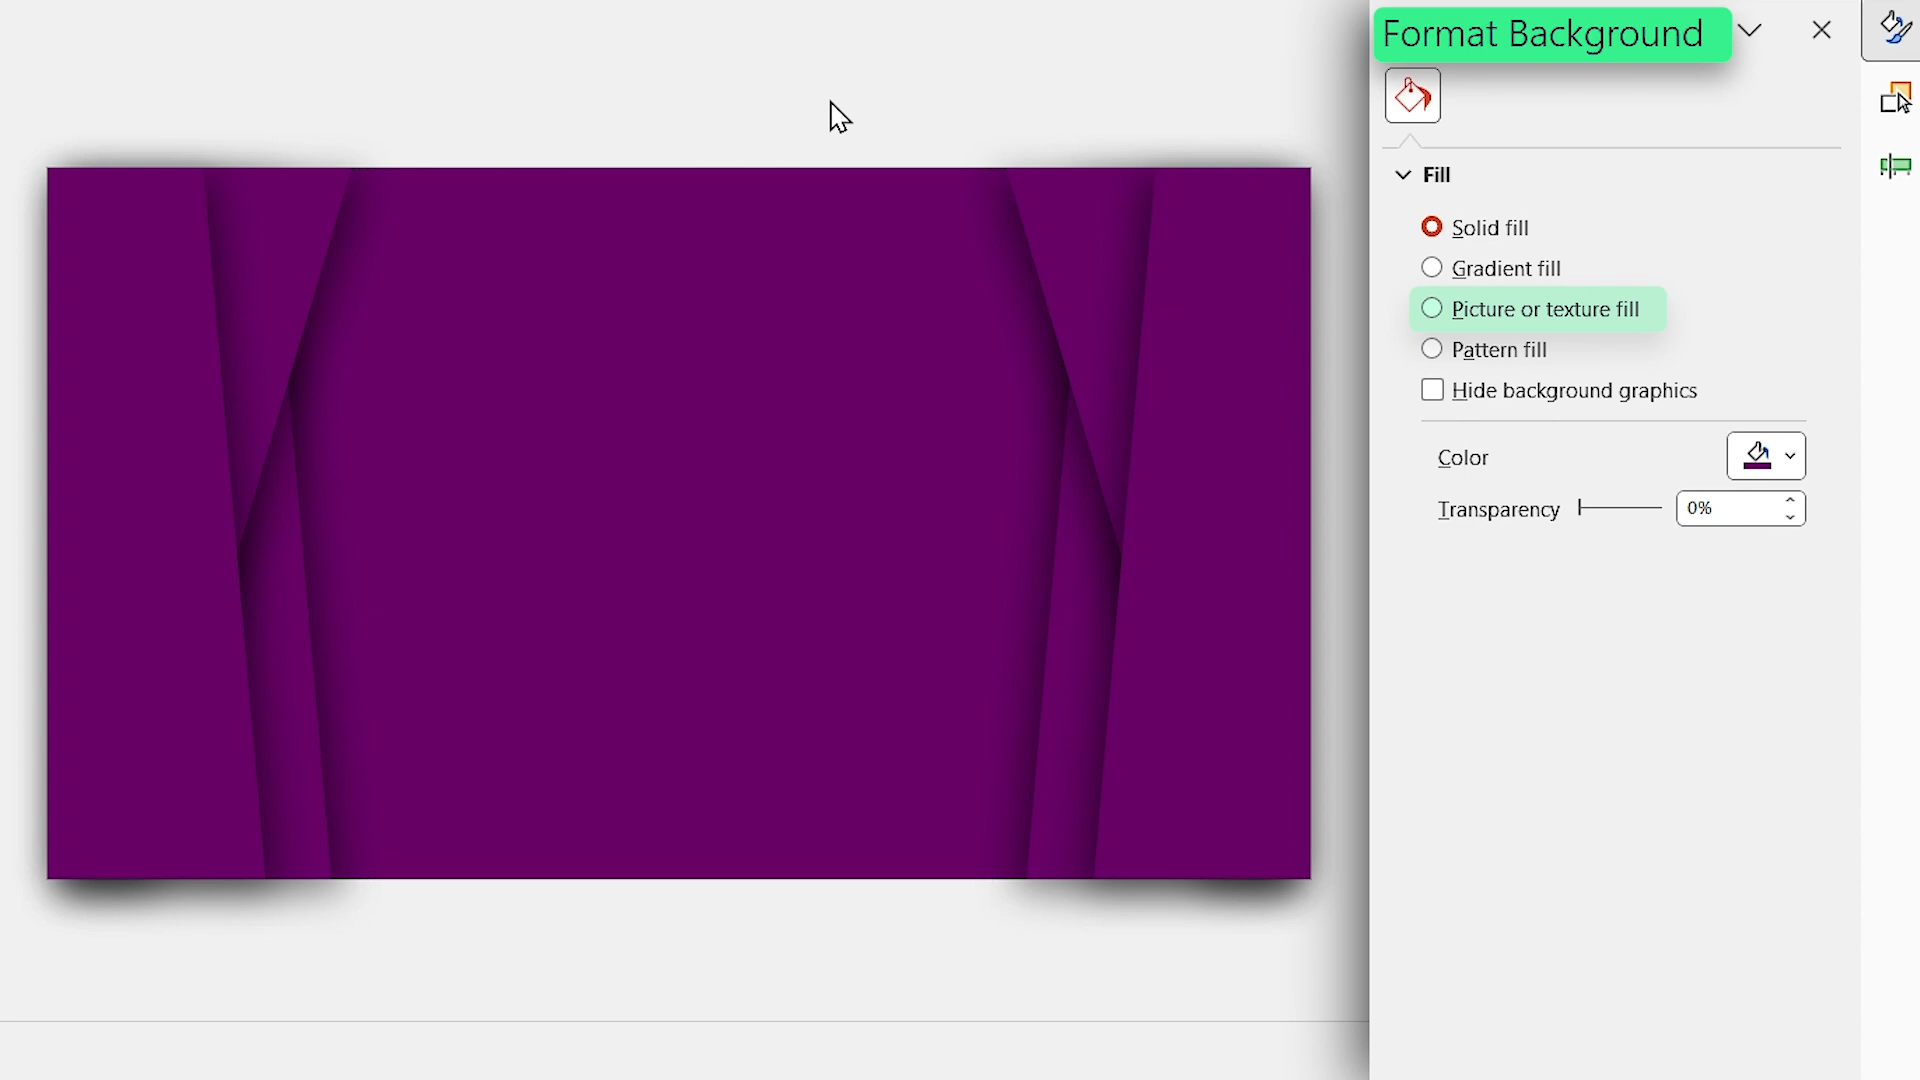 Format Background
Fill
Solid fill
Gradient fill
Picture or texture fill
Pattern fill
Hide background graphics
Color
Transparency 0%